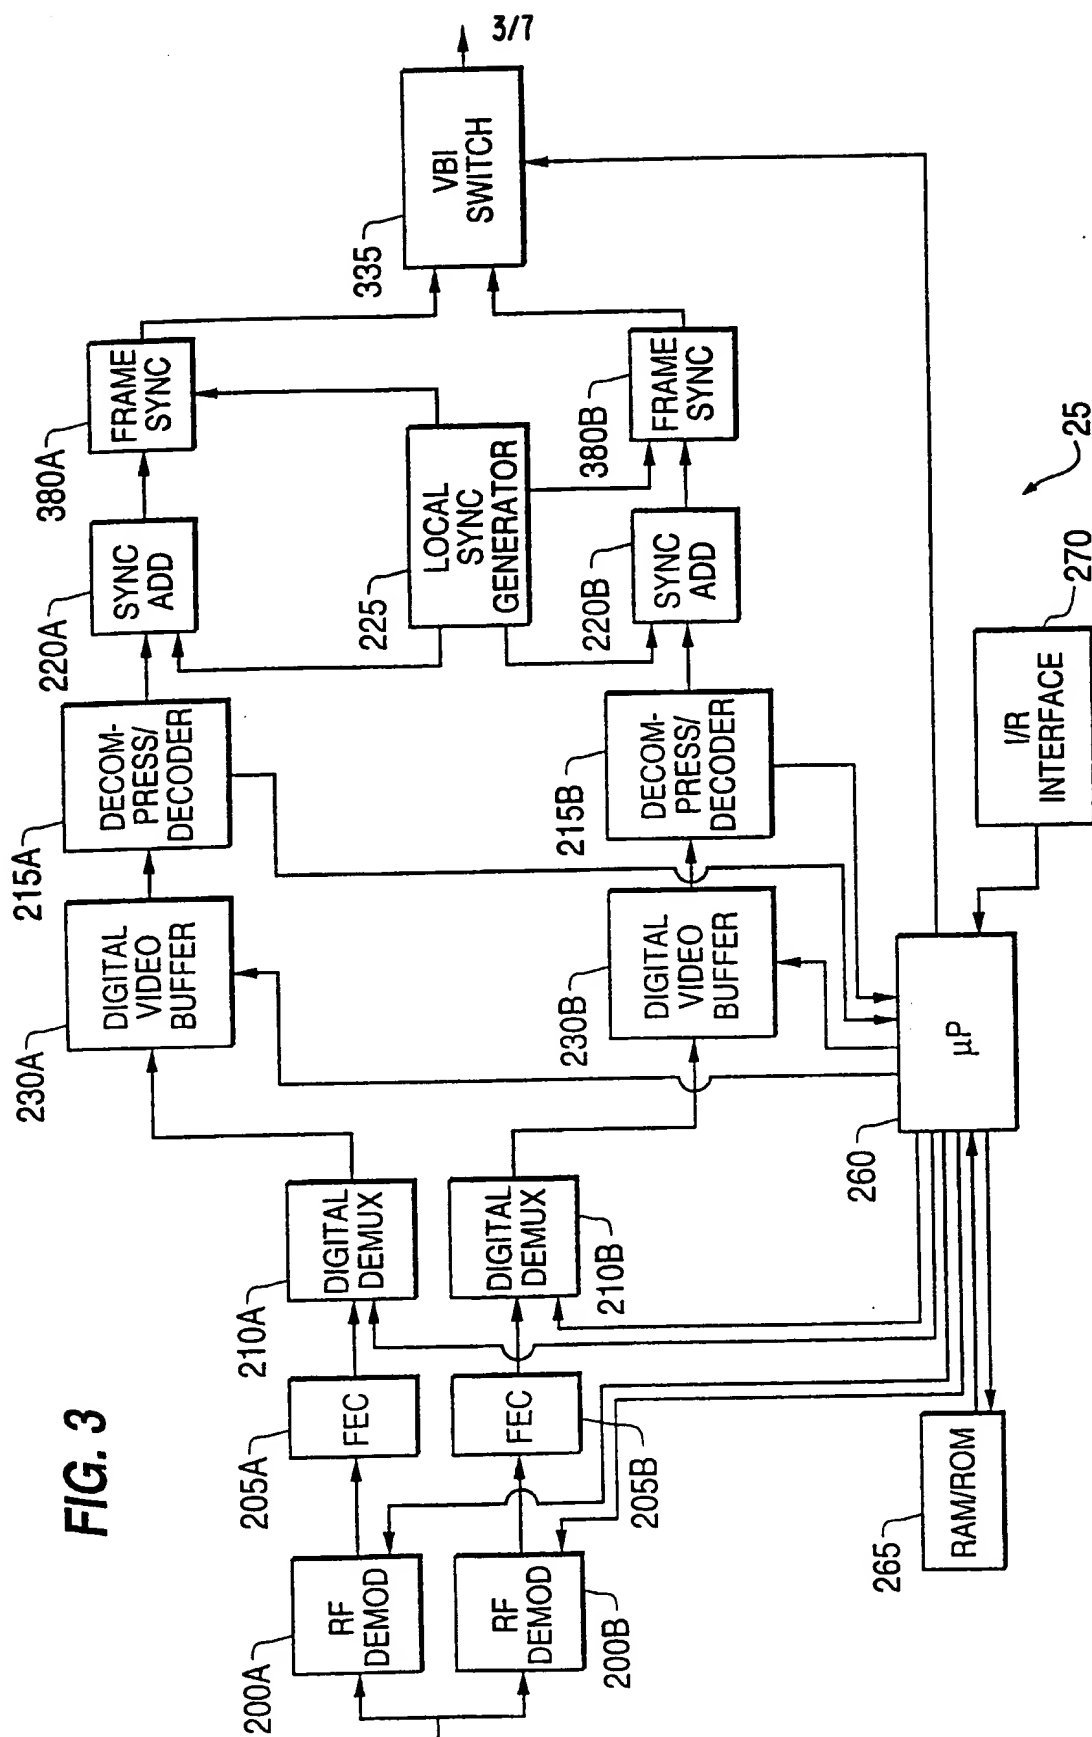 FIG. 3
200A
RF
DEMOD
205A
FEC
210A
DIGITAL
DEMUX
230A
DIGITAL
VIDEO
BUFFER
215A
DECOM-
PRESS/
DECODER
220A
SYNC
ADD
380A
FRAME
SYNC
200B
RF
DEMOD
205B
FEC
210B
DIGITAL
DEMUX
230B
DIGITAL
VIDEO
BUFFER
215B
DECOM-
PRESS/
DECODER
220B
SYNC
ADD
380B
FRAME
SYNC
225
LOCAL
SYNC
GENERATOR
335
VBI
SWITCH
3/7
265
RAM/ROM
260
µP
270
I/R
INTERFACE
25